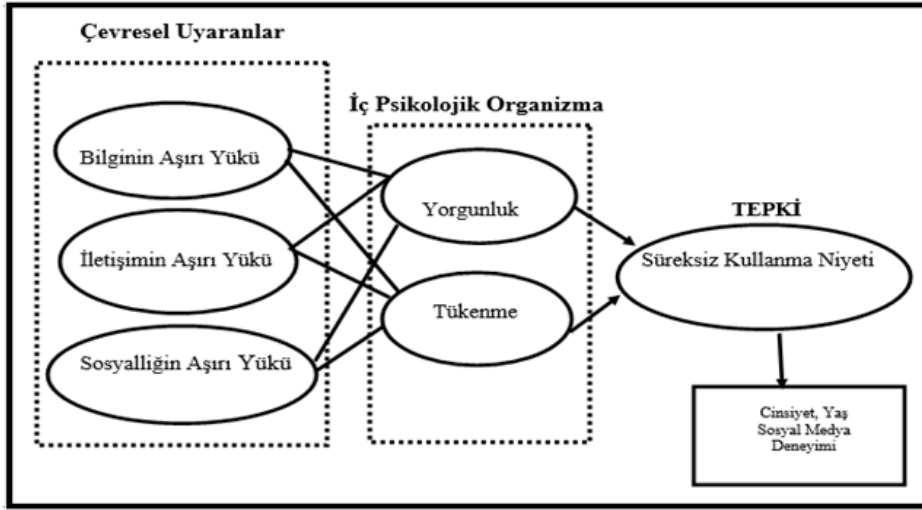 Çevresel Uyaranlar
Bilginin Aşırı Yükü
İletişimin Aşırı Yükü
Sosyalliğin Aşırı Yükü
İç Psikolojik Organizma
Yorgunluk
Tükenme
TEPKİ
Süreksiz Kullanma Niyeti
Cinsiyet, Yaş
Sosyal Medya
Deneyimi